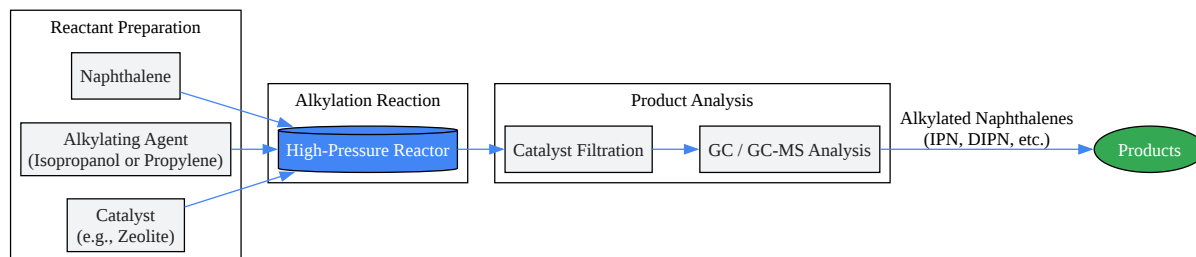 Reactant Preparation
Naphthalene
Alkylating Agent
(Isopropanol or Propylene)
Catalyst
(e.g., Zeolite)
Alkylation Reaction
High-Pressure Reactor
Product Analysis
Catalyst Filtration
GC / GC-MS Analysis
Alkylated Naphthalenes
(IPN, DIPN, etc.)
Products